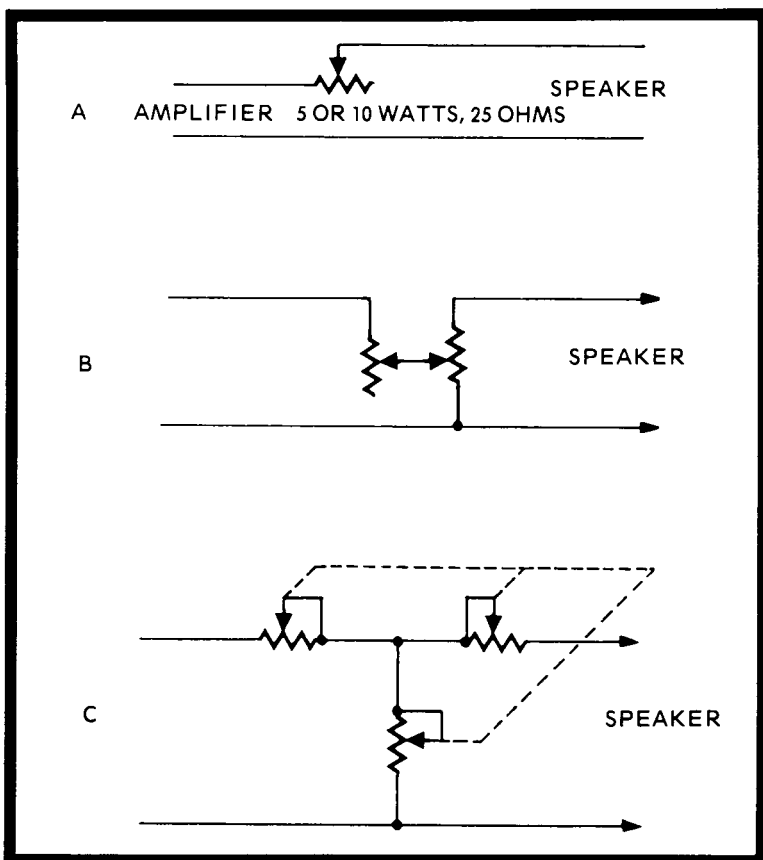 SPEAKER
A AMPLIFIER 5 OR 10 WATTS, 25 OHMS
B SPEAKER
C SPEAKER